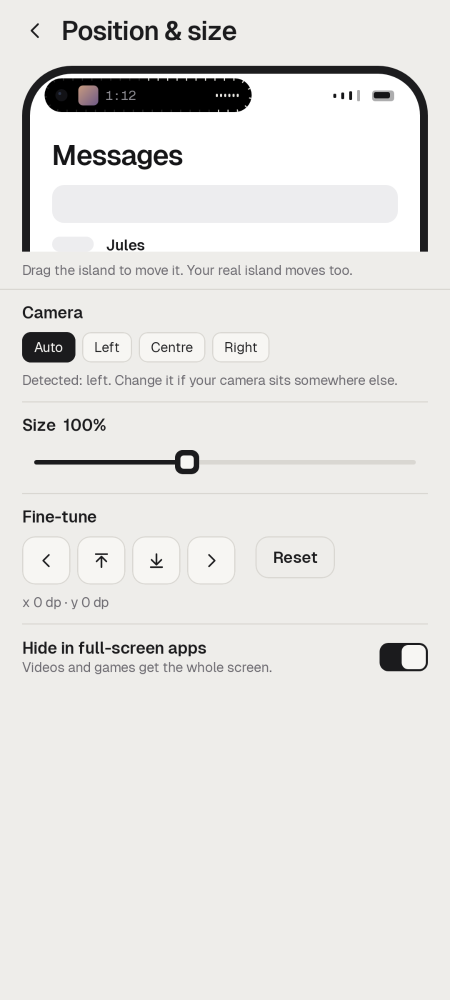 Position & size
1:12
Messages
Jules
Drag the island to move it. Your real island moves too.
Camera
Auto
Left
Centre
Right
Detected: left. Change it if your camera sits somewhere else.
Size 100%
Fine-tune
Reset
x 0 dp · y 0 dp
Hide in full-screen apps
Videos and games get the whole screen.